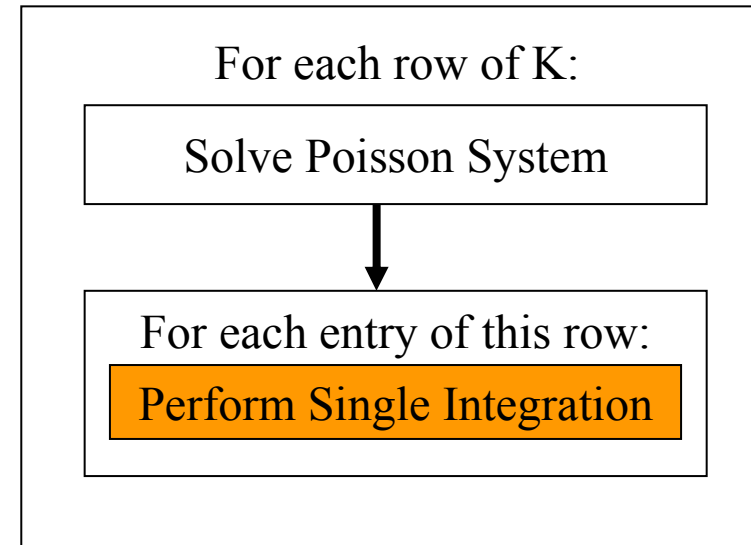 For each row of K:
Solve Poisson System
For each entry of this row:
Perform Single Integration